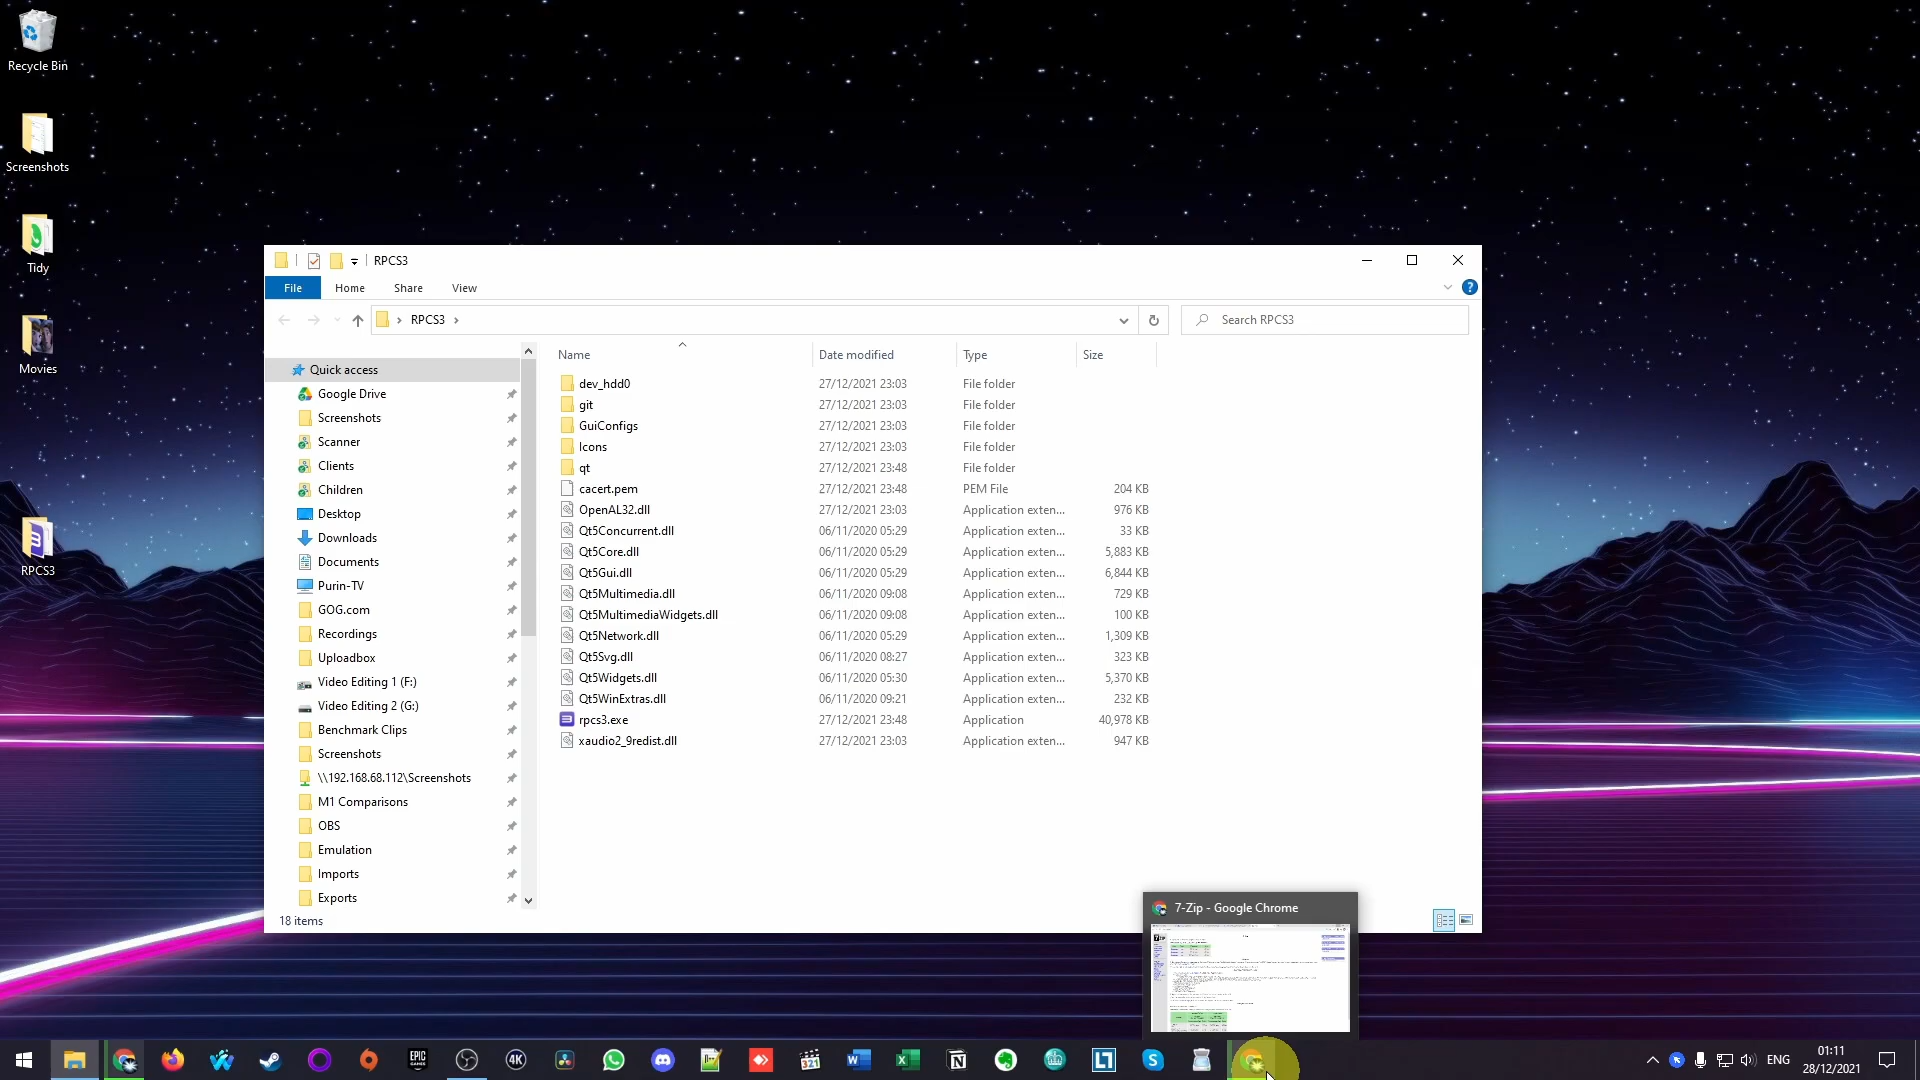 Recycle Bin
Screenshots
Tidy
Movies
RPCS3
RPCS3
File Home Share View
RPCS3
Search RPCS3
Name Date modified Type Size
Quick access
Google Drive
Screenshots
Scanner
Clients
Children
Desktop
Downloads
Documents
Purin-TV
GOG.com
Recordings
Uploadbox
Video Editing 1 (F:)
Video Editing 2 (G:)
Benchmark Clips
Screenshots
\\192.168.68.112\Screenshots
M1 Comparisons
OBS
Emulation
Imports
Exports
dev_hdd0 27/12/2021 23:03 File folder
git 27/12/2021 23:03 File folder
GuiConfigs 27/12/2021 23:03 File folder
Icons 27/12/2021 23:03 File folder
qt 27/12/2021 23:48 File folder
cacert.pem 27/12/2021 23:48 PEM File 204 KB
OpenAL32.dll 27/12/2021 23:03 Application exten... 976 KB
Qt5Concurrent.dll 06/11/2020 05:29 Application exten... 33 KB
Qt5Core.dll 06/11/2020 05:29 Application exten... 5,883 KB
Qt5Gui.dll 06/11/2020 05:29 Application exten... 6,844 KB
Qt5Multimedia.dll 06/11/2020 09:08 Application exten... 729 KB
Qt5MultimediaWidgets.dll 06/11/2020 09:08 Application exten... 100 KB
Qt5Network.dll 06/11/2020 05:29 Application exten... 1,309 KB
Qt5Svg.dll 06/11/2020 08:27 Application exten... 323 KB
Qt5Widgets.dll 06/11/2020 05:30 Application exten... 5,370 KB
Qt5WinExtras.dll 06/11/2020 09:21 Application exten... 232 KB
rpcs3.exe 27/12/2021 23:48 Application 40,978 KB
xaudio2_9redist.dll 27/12/2021 23:03 Application exten... 947 KB
18 items
7-Zip - Google Chrome
EPIC GAMES
4K
321
ENG
01:11
28/12/2021